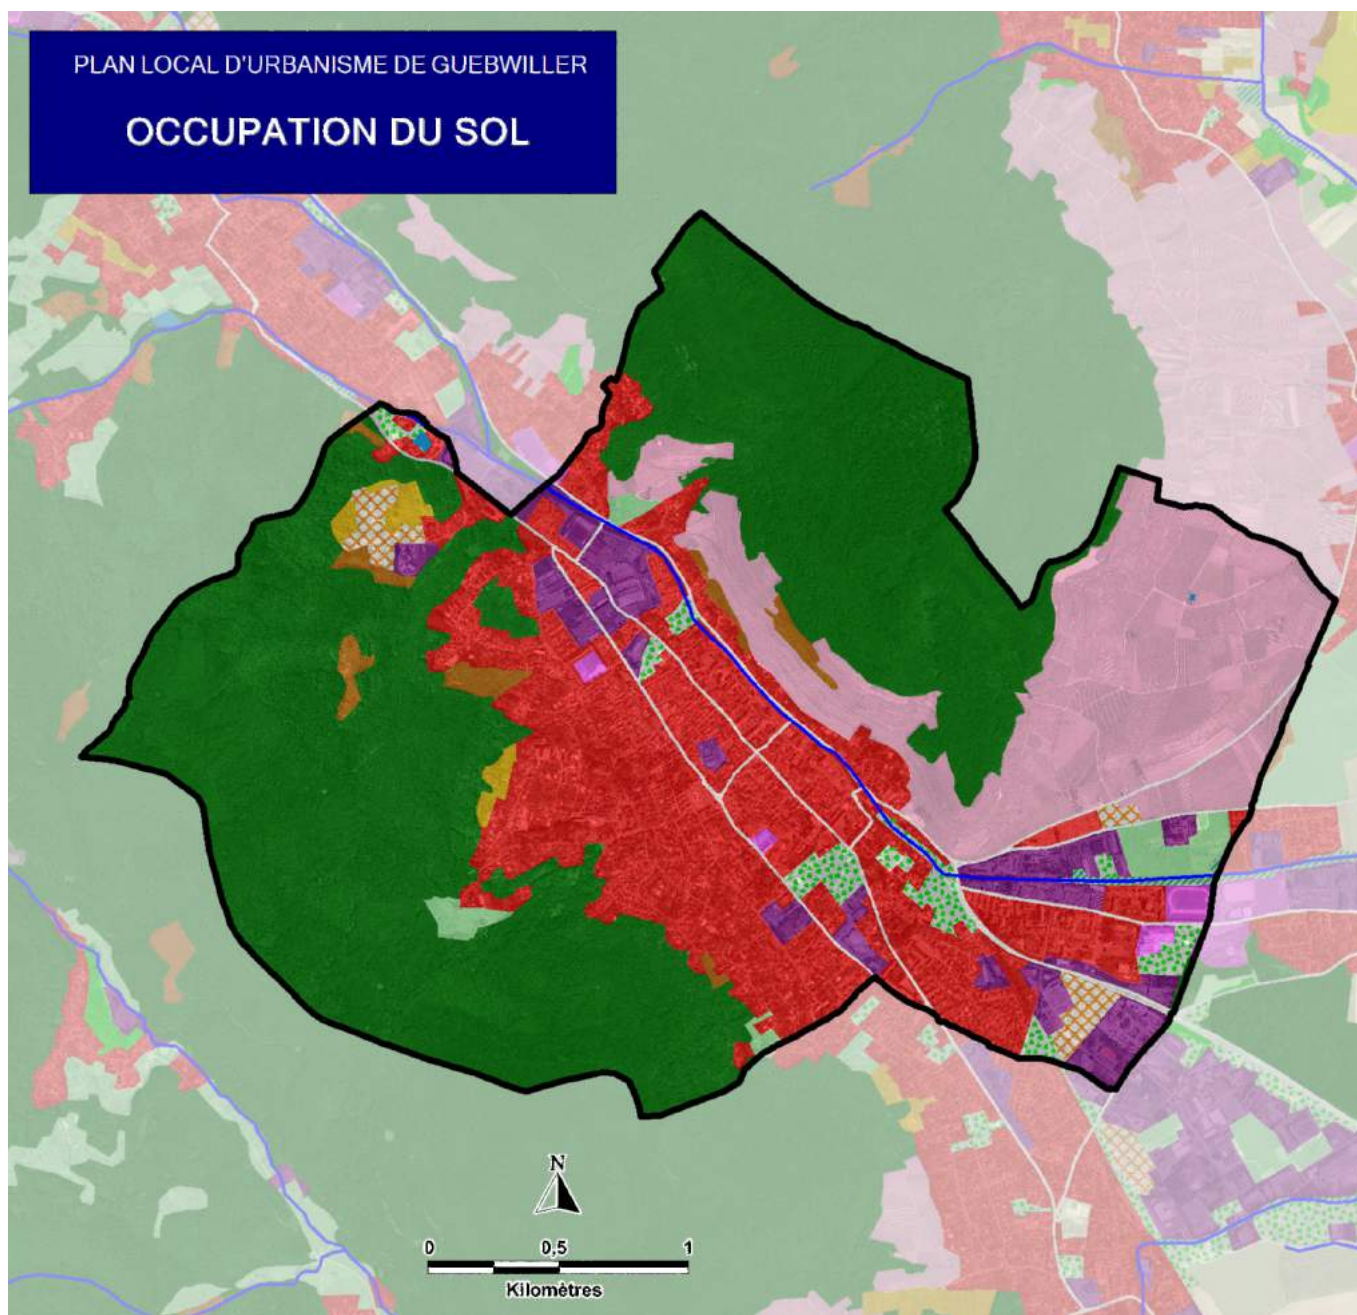 PLAN LOCAL D'URBANISME DE GUEBWILLER
OCCUPATION DU SOL
N
0 0,5 1
Kilomètres